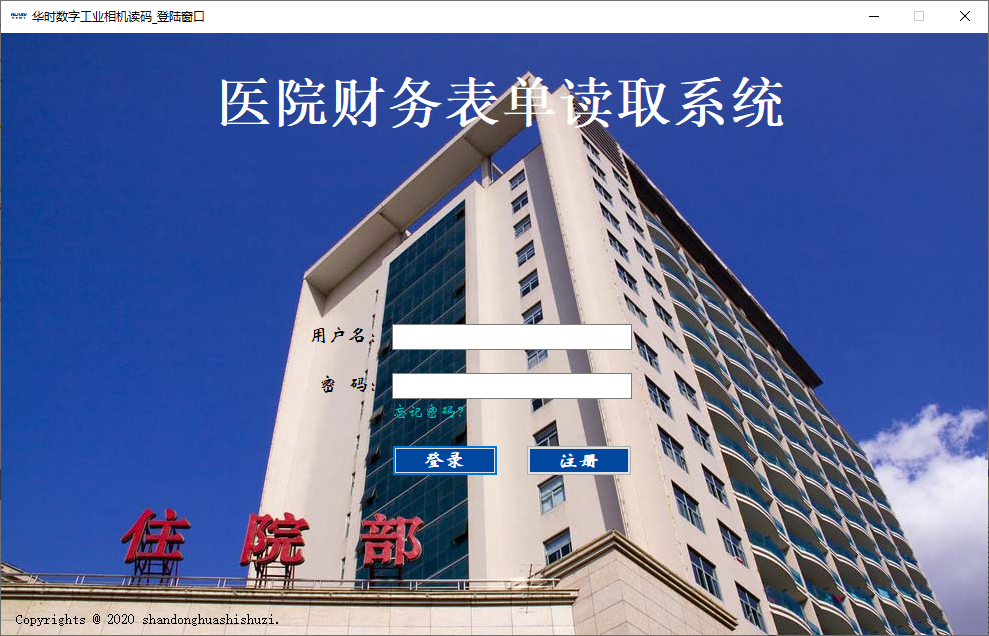 华时数字工业相机读码_登陆窗口
医院财务表单读取系统
用户名:
密 码:
忘记密码?
登录
注册
住院部
Copyrights @ 2020 shandonghuashishuzi.